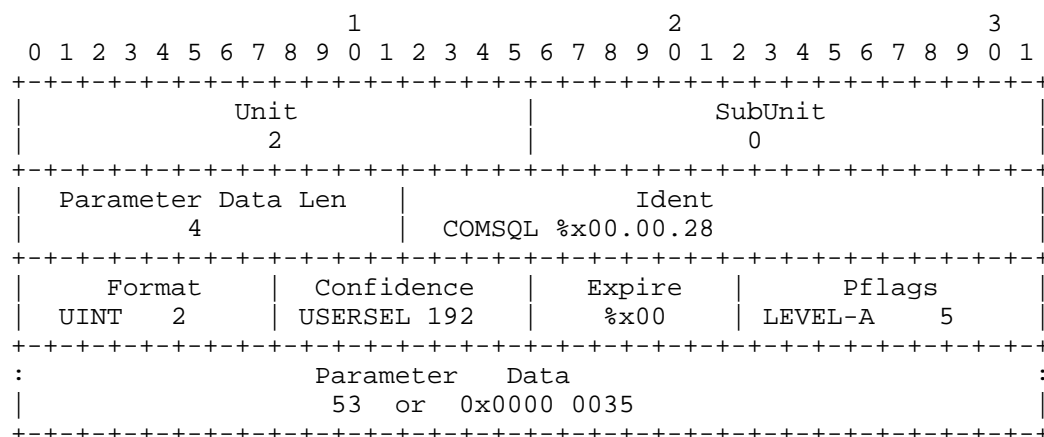 1                   2                   3
 0 1 2 3 4 5 6 7 8 9 0 1 2 3 4 5 6 7 8 9 0 1 2 3 4 5 6 7 8 9 0 1
+-+-+-+-+-+-+-+-+-+-+-+-+-+-+-+-+-+-+-+-+-+-+-+-+-+-+-+-+-+-+-+-+
|             Unit              |           SubUnit             |
|               2               |             0                 |
+-+-+-+-+-+-+-+-+-+-+-+-+-+-+-+-+-+-+-+-+-+-+-+-+-+-+-+-+-+-+-+-+
|  Parameter Data Len   |              Ident                    |
|          4            |  COMSQL %x00.00.28                    |
+-+-+-+-+-+-+-+-+-+-+-+-+-+-+-+-+-+-+-+-+-+-+-+-+-+-+-+-+-+-+-+-+
|     Format    |  Confidence   |   Expire   |      Pflags      |
|  UINT   2     | USERSEL 192   |    %x00    | LEVEL-A    5     |
+-+-+-+-+-+-+-+-+-+-+-+-+-+-+-+-+-+-+-+-+-+-+-+-+-+-+-+-+-+-+-+-+
:                  Parameter   Data                             :
|                   53  or  0x0000 0035                         |
+-+-+-+-+-+-+-+-+-+-+-+-+-+-+-+-+-+-+-+-+-+-+-+-+-+-+-+-+-+-+-+-+